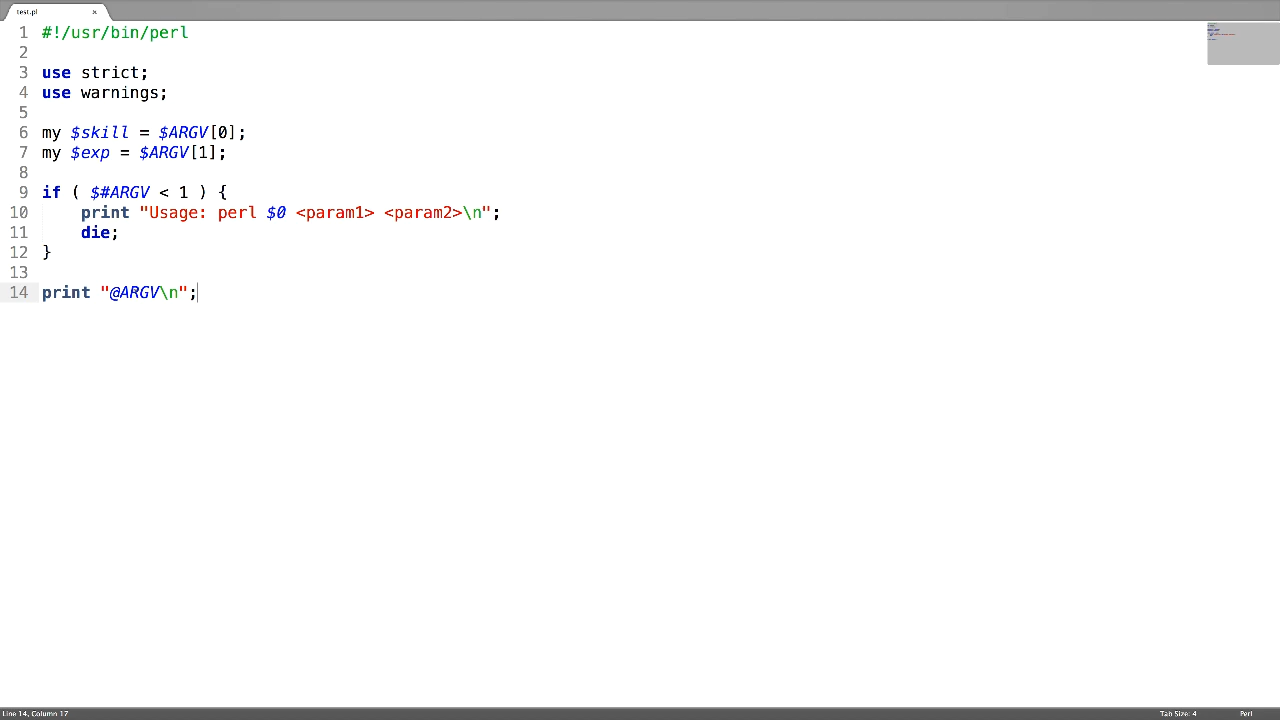 test.pl ×
1 #!/usr/bin/perl
2
3 use strict;
4 use warnings;
5
6 my $skill = $ARGV[0];
7 my $exp = $ARGV[1];
8
9 if ( $#ARGV < 1 ) {
10     print "Usage: perl $0 <param1> <param2>\n";
11     die;
12 }
13
14 print "@ARGV\n";
Line 14, Column 17 Tab Size: 4 Perl